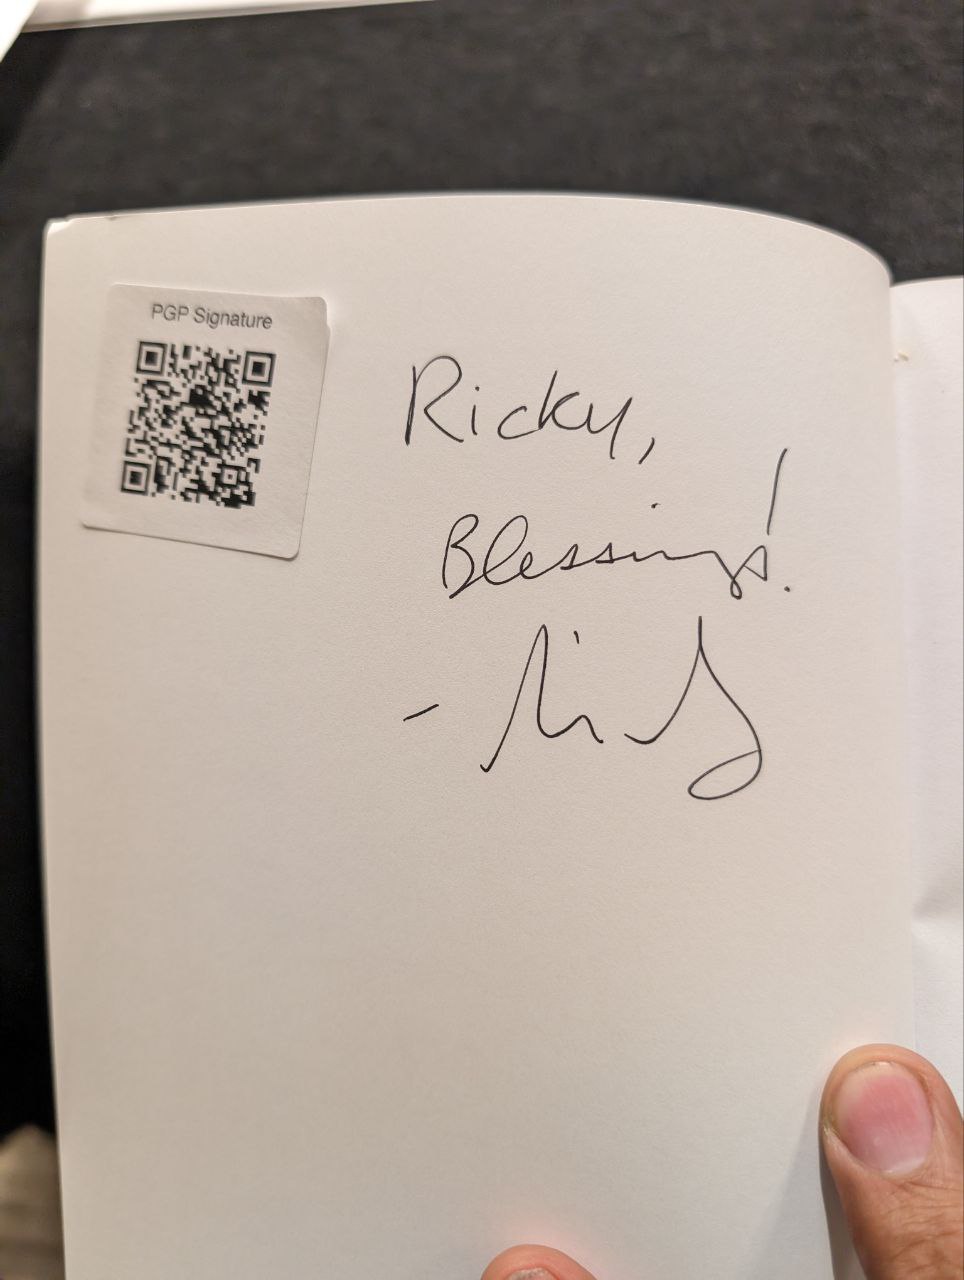 PGP Signature
Ricky,
Blessings!